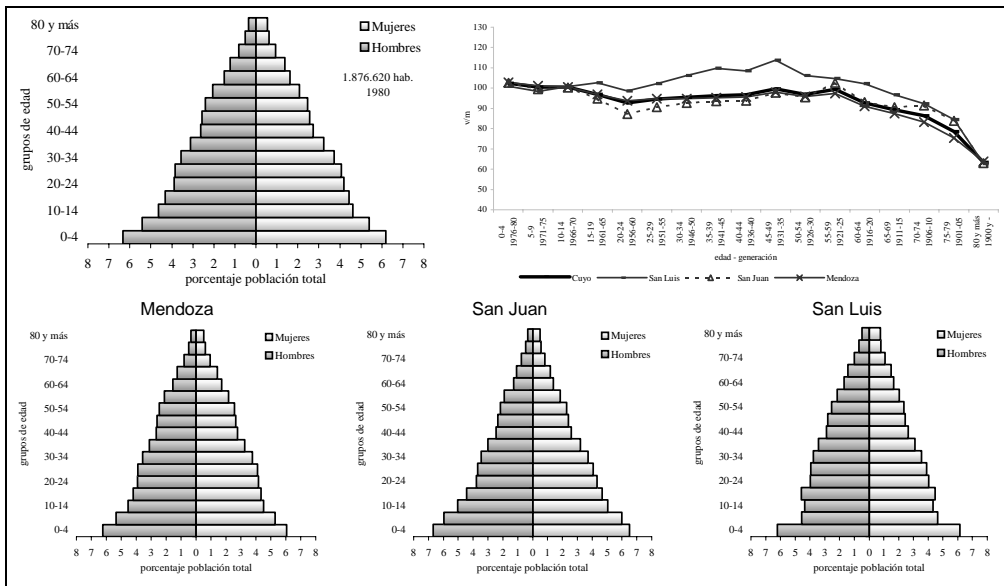 80 y más
70-74
60-64
50-54
40-44
30-34
20-24
10-14
0-4
grupos de edad
Mujeres
Hombres
1.876.620 hab.
1980
8 7 6 5 4 3 2 1 0 1 2 3 4 5 6 7 8
porcentaje población total
130
120
110
100
90
80
70
60
50
40
v/m
0-4 1976-80
5-9 1971-75
10-14 1966-70
15-19 1961-65
20-24 1956-60
25-29 1951-55
30-34 1946-50
35-39 1941-45
40-44 1936-40
45-49 1931-35
50-54 1926-30
55-59 1921-25
60-64 1916-20
65-69 1911-15
70-74 1906-10
75-79 1901-05
80 y más 1900 y -
edad - generación
Cuyo San Luis San Juan Mendoza
Mendoza
80 y más
70-74
60-64
50-54
40-44
30-34
20-24
10-14
0-4
grupos de edad
Mujeres
Hombres
8 7 6 5 4 3 2 1 0 1 2 3 4 5 6 7 8
porcentaje población total
San Juan
80 y más
70-74
60-64
50-54
40-44
30-34
20-24
10-14
0-4
grupos de edad
Mujeres
Hombres
8 7 6 5 4 3 2 1 0 1 2 3 4 5 6 7 8
porcentaje población total
San Luis
80 y más
70-74
60-64
50-54
40-44
30-34
20-24
10-14
0-4
grupos de edad
Mujeres
Hombres
8 7 6 5 4 3 2 1 0 1 2 3 4 5 6 7 8
porcentaje población total